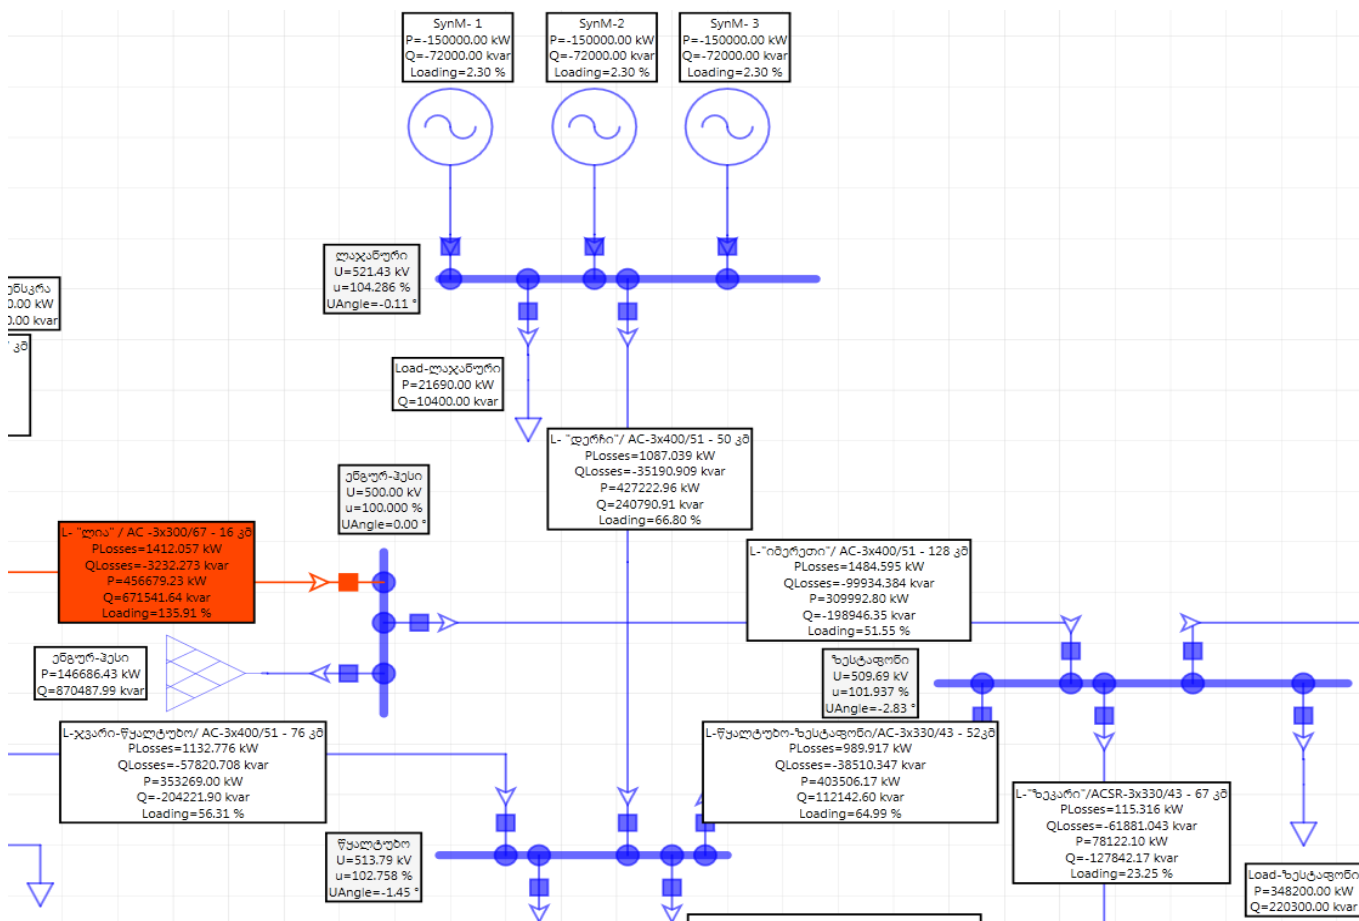 SynM- 1
P=-150000.00 kW
Q=-72000.00 kvar
Loading=2.30 %
SynM-2
P=-150000.00 kW
Q=-72000.00 kvar
Loading=2.30 %
SynM- 3
P=-150000.00 kW
Q=-72000.00 kvar
Loading=2.30 %
ლაჯანური
U=521.43 kV
u=104.286 %
UAngle=-0.11 °
ენსკრა
0.00 kW
0.00 kvar
კმ
Load-ლაჯანური
P=21690.00 kW
Q=10400.00 kvar
L- "დერჩი"/ AC-3x400/51 - 50 კმ
PLosses=1087.039 kW
QLosses=-35190.909 kvar
P=427222.96 kW
Q=240790.91 kvar
Loading=66.80 %
ენგურ-ჰესი
U=500.00 kV
u=100.000 %
UAngle=0.00 °
L- "ლია" / AC -3x300/67 - 16 კმ
PLosses=1412.057 kW
QLosses=-3232.273 kvar
P=456679.23 kW
Q=671541.64 kvar
Loading=135.91 %
L-"იმერეთი"/ AC-3x400/51 - 128 კმ
PLosses=1484.595 kW
QLosses=-99934.384 kvar
P=309992.80 kW
Q=-198946.35 kvar
Loading=51.55 %
ენგურ-ჰესი
P=146686.43 kW
Q=870487.99 kvar
ზესტაფონი
U=509.69 kV
u=101.937 %
UAngle=-2.83 °
L-ჯვარი-წყალტუბო/ AC-3x400/51 - 76 კმ
PLosses=1132.776 kW
QLosses=-57820.708 kvar
P=353269.00 kW
Q=-204221.90 kvar
Loading=56.31 %
L-წყალტუბო-ზესტაფონი/AC-3x330/43 - 52კმ
PLosses=989.917 kW
QLosses=-38510.347 kvar
P=403506.17 kW
Q=112142.60 kvar
Loading=64.99 %
L-"ზეკარი"/ACSR-3x330/43 - 67 კმ
PLosses=115.316 kW
QLosses=-61881.043 kvar
P=78122.10 kW
Q=-127842.17 kvar
Loading=23.25 %
წყალტუბო
U=513.79 kV
u=102.758 %
UAngle=-1.45 °
Load-ზესტაფონი
P=348200.00 kW
Q=220300.00 kvar